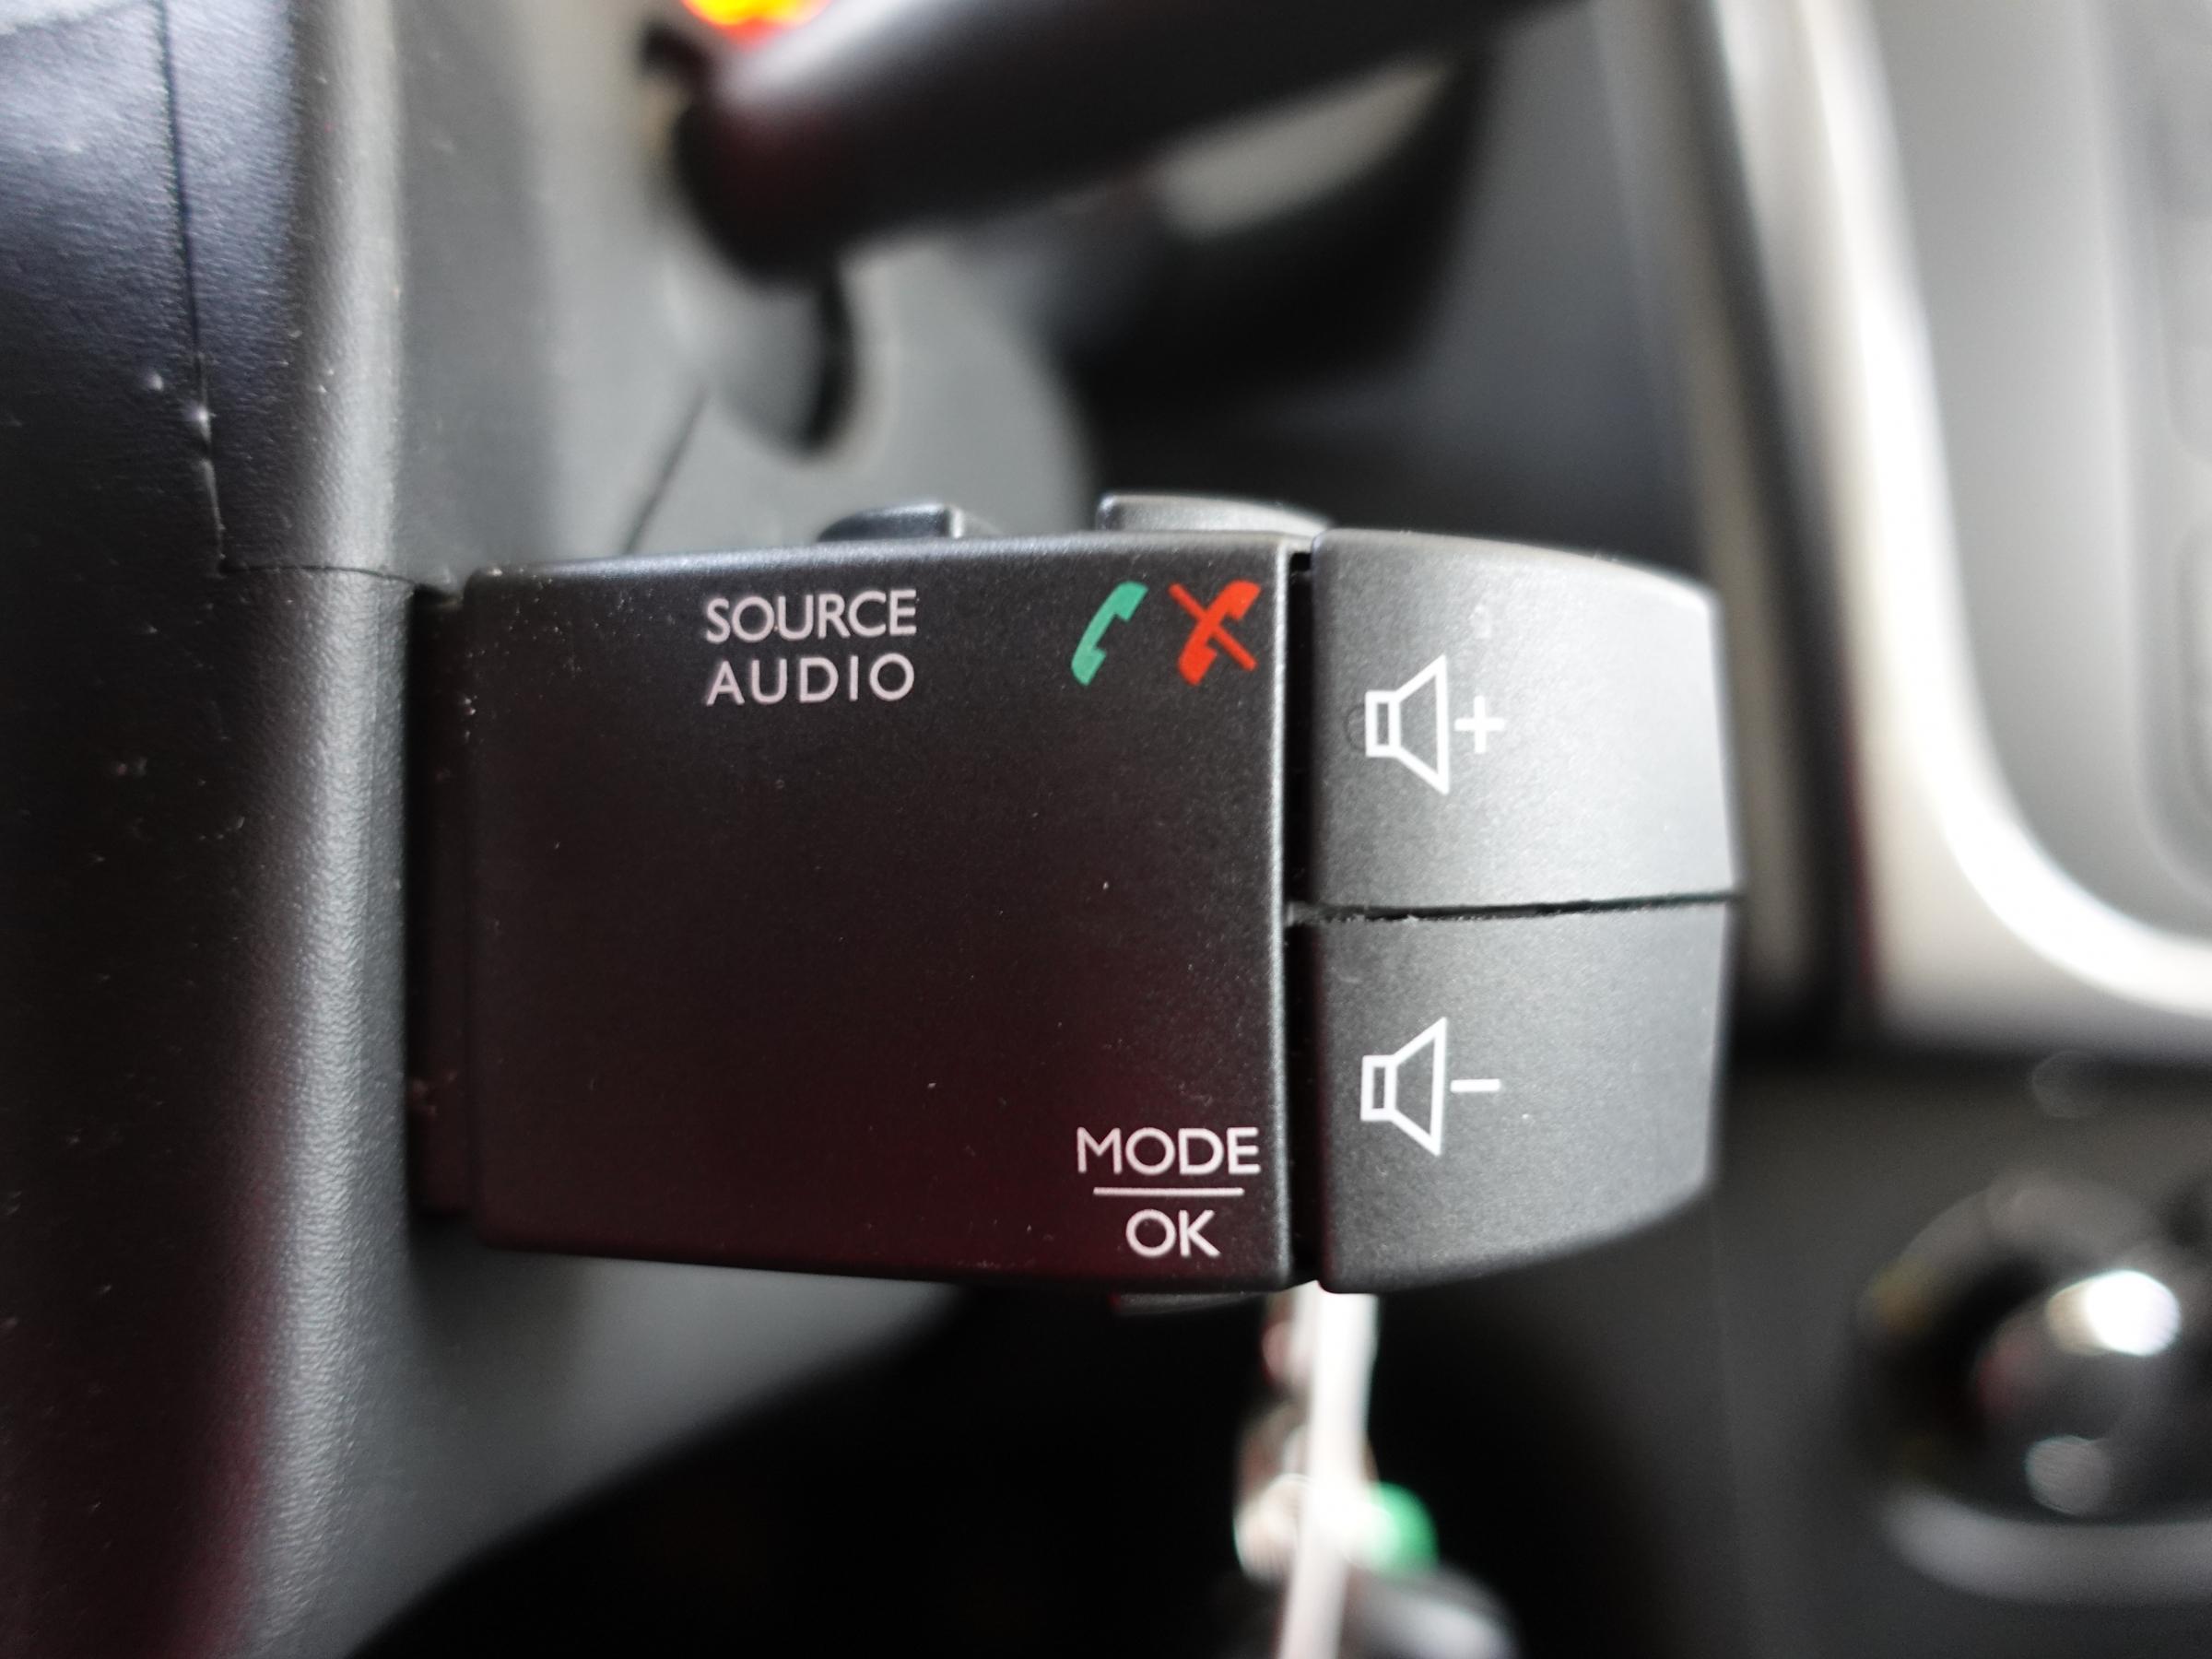 SOURCE
AUDIO
+
-
MODE
OK